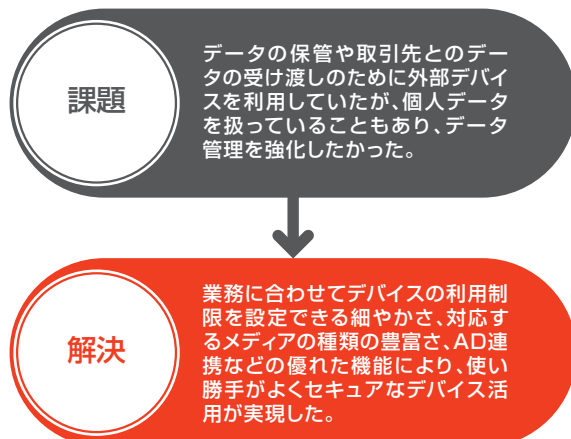 課題
データの保管や取引先とのデー
タの受け渡しのために外部デバイ
スを利用していたが、個人データ
を扱っていることもあり、データ
管理を強化したかった。
解決
業務に合わせてデバイスの利用制
限を設定できる細やかさ、対応す
るメディアの種類の豊富さ、AD連
携などの優れた機能により、使い
勝手がよくセキュアなデバイス活
用が実現した。